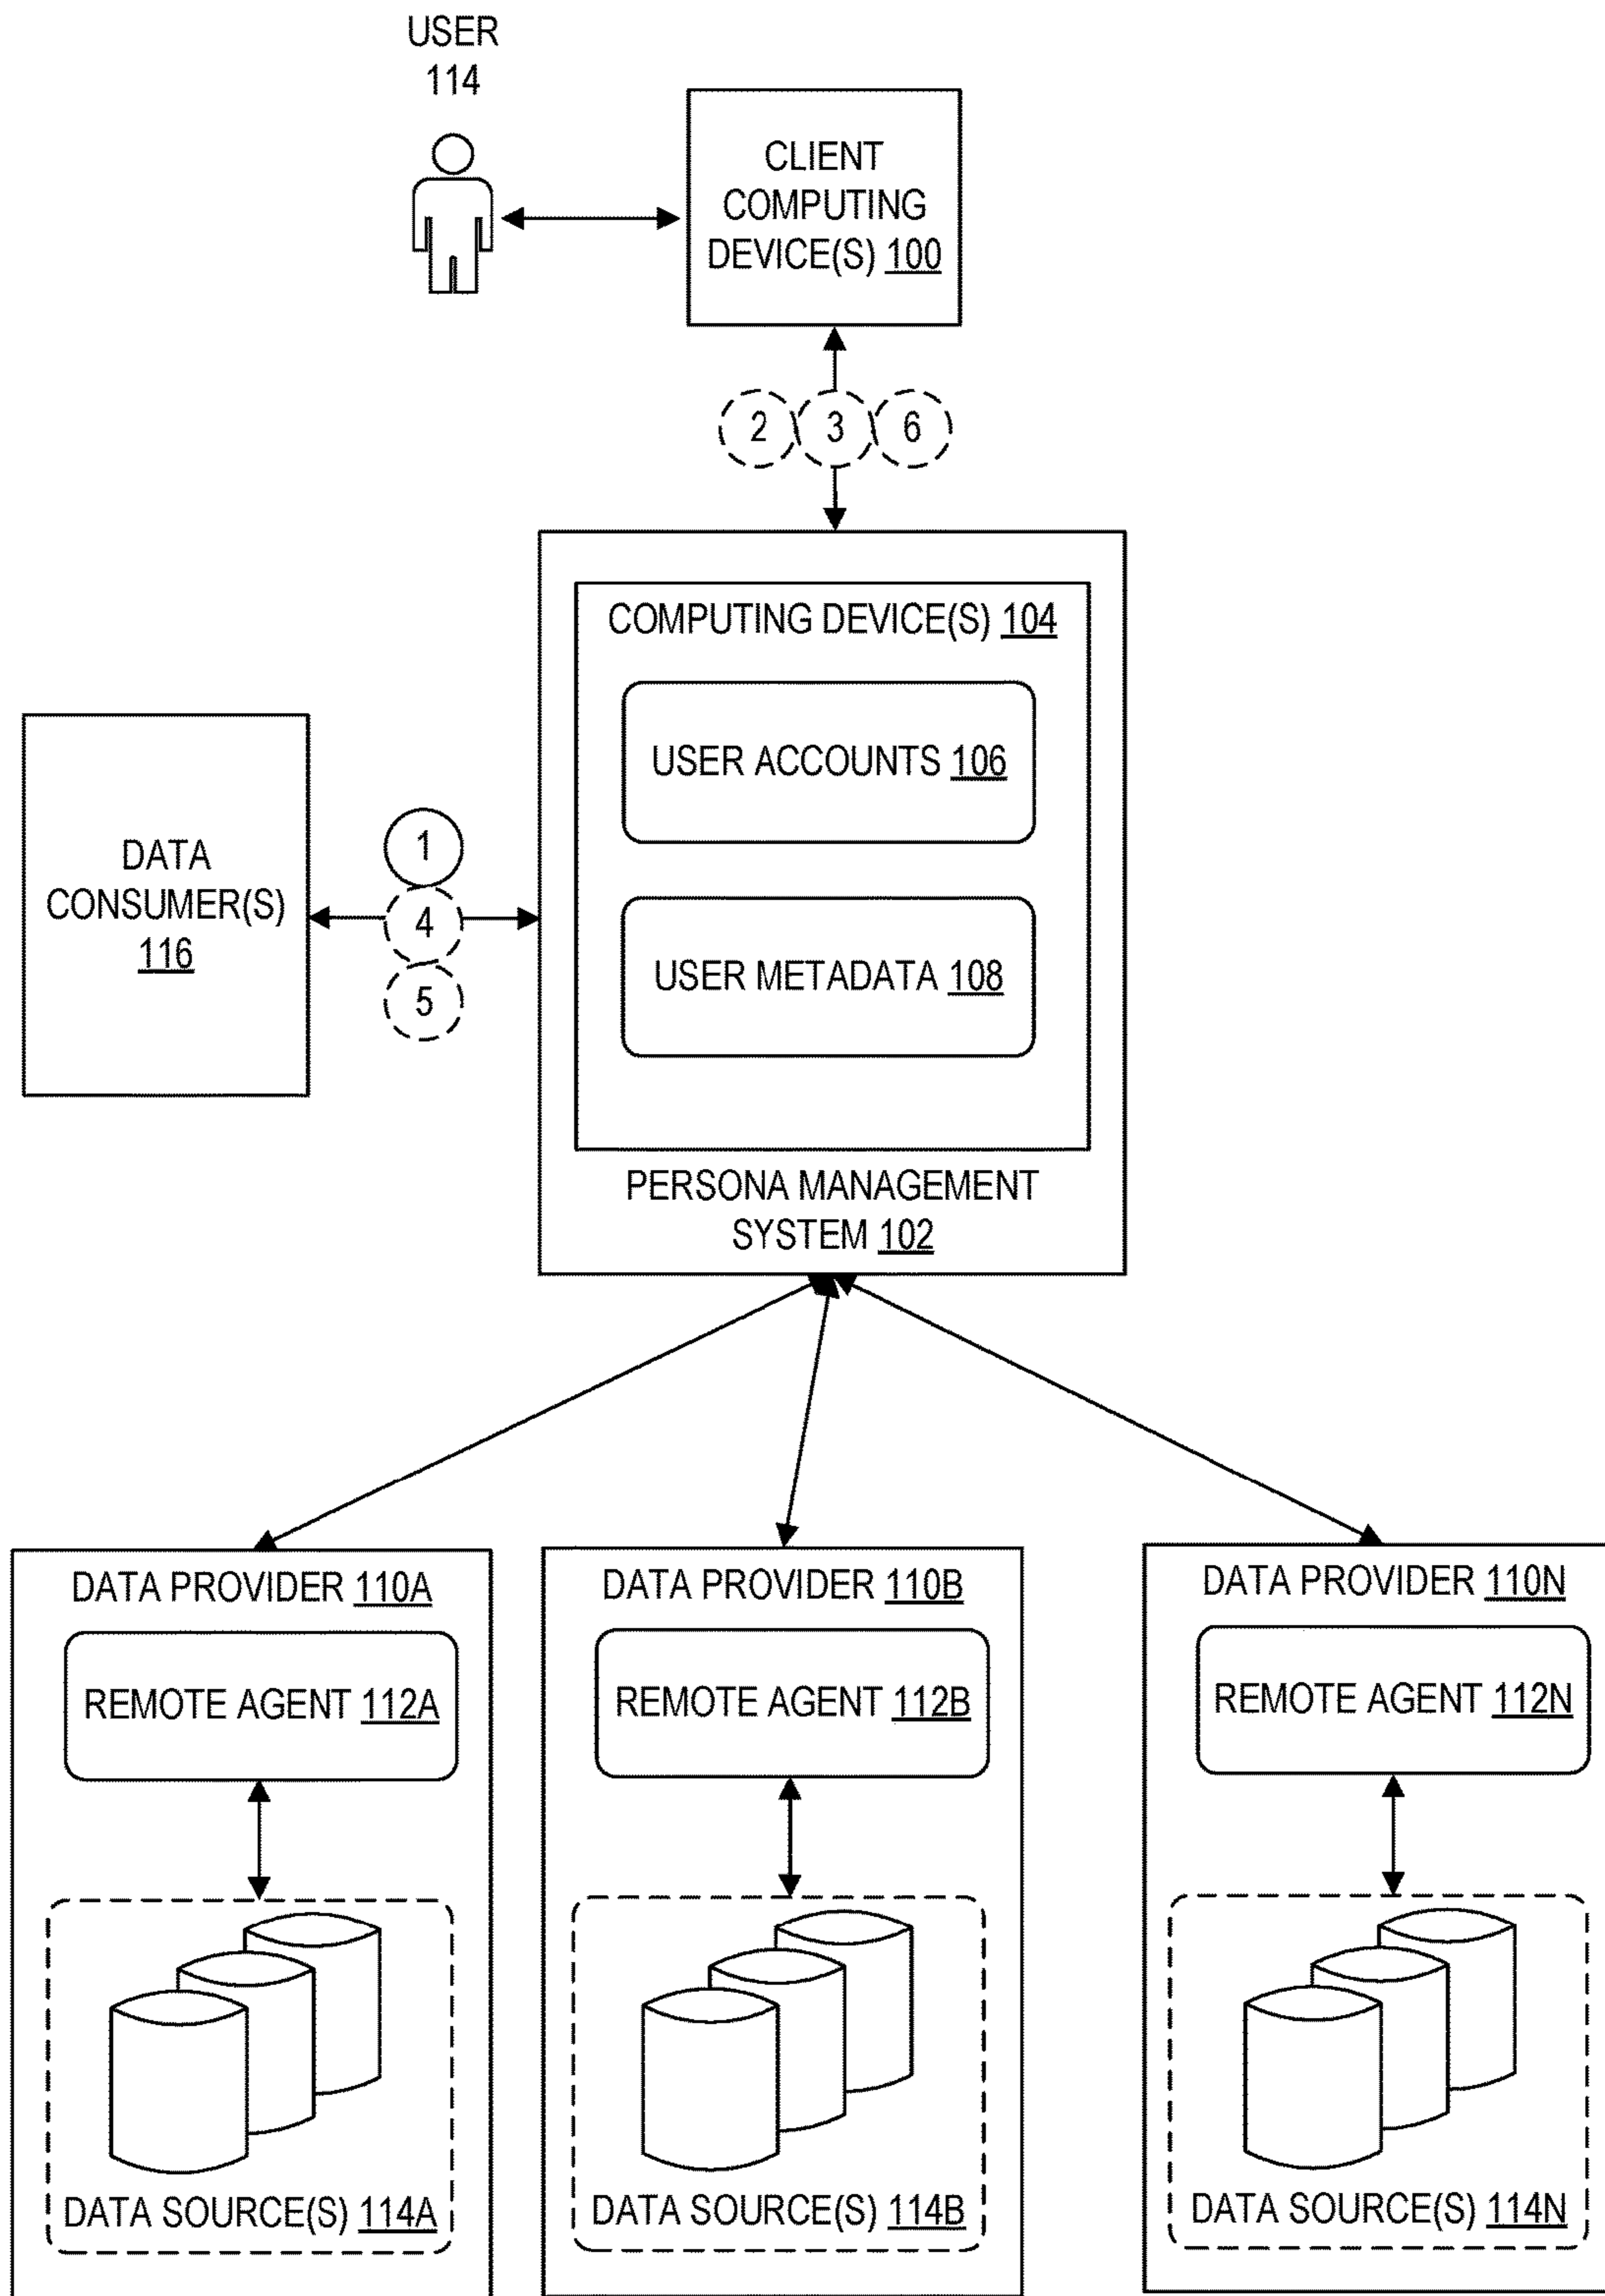 USER
114
CLIENT
COMPUTING
DEVICE(S) 100
2 3 6
COMPUTING DEVICE(S) 104
USER ACCOUNTS 106
USER METADATA 108
PERSONA MANAGEMENT
SYSTEM 102
DATA
CONSUMER(S)
116
1
4
5
DATA PROVIDER 110A
REMOTE AGENT 112A
DATA SOURCE(S) 114A
DATA PROVIDER 110B
REMOTE AGENT 112B
DATA SOURCE(S) 114B
DATA PROVIDER 110N
REMOTE AGENT 112N
DATA SOURCE(S) 114N